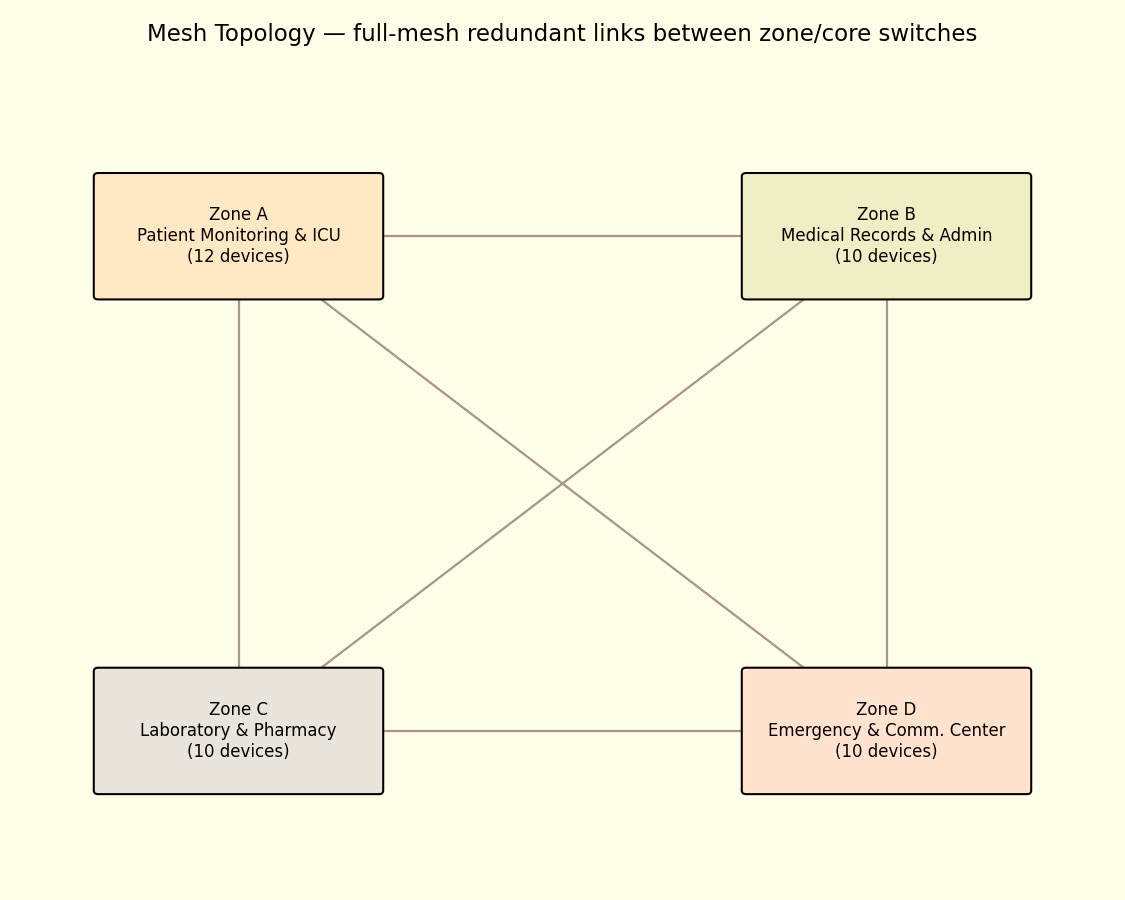 Mesh Topology — full-mesh redundant links between zone/core switches
Zone A
Patient Monitoring & ICU
(12 devices)
Zone B
Medical Records & Admin
(10 devices)
Zone C
Laboratory & Pharmacy
(10 devices)
Zone D
Emergency & Comm. Center
(10 devices)